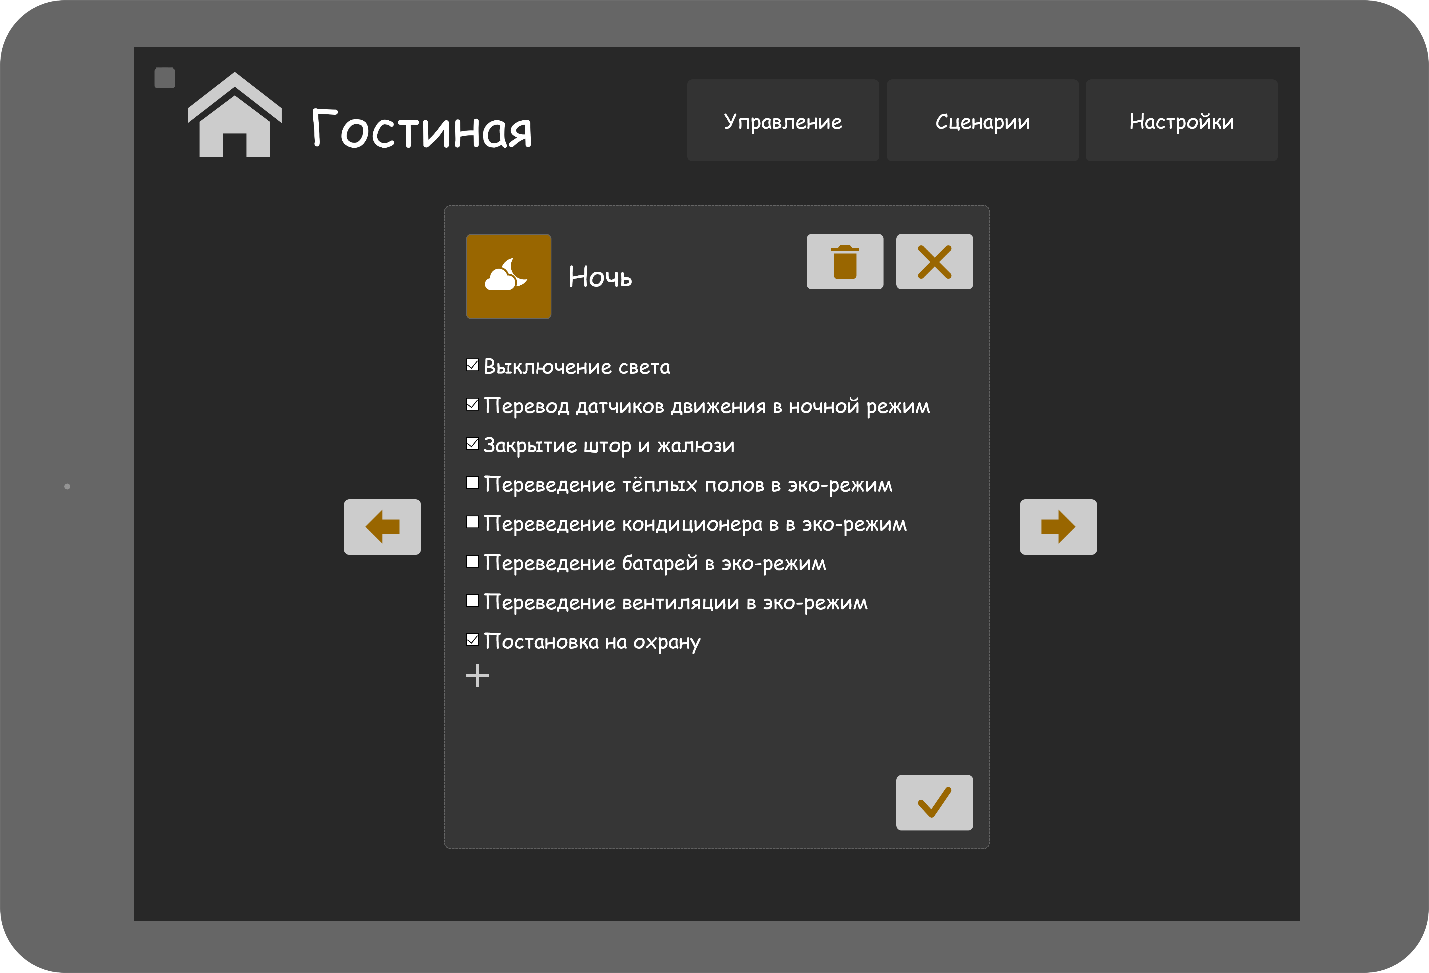 Гостиная
Управление
Сценарии
Настройки
Ночь
Выключение света
Перевод датчиков движения в ночной режим
Закрытие штор и жалюзи
Переведение тёплых полов в эко-режим
Переведение кондиционера в в эко-режим
Переведение батарей в эко-режим
Переведение вентиляции в эко-режим
Постановка на охрану